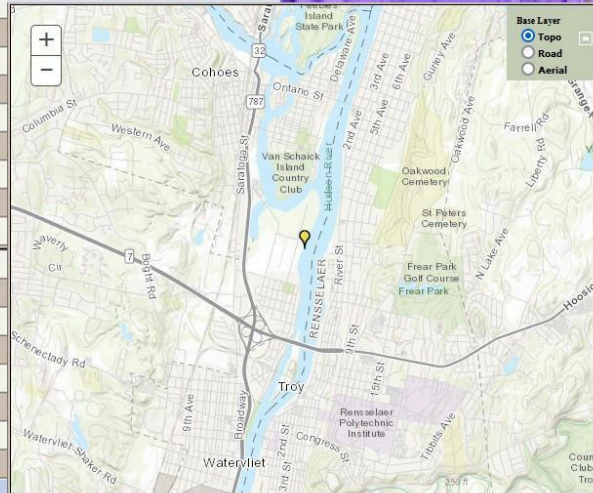 Peebles
Island
State Park
Base Layer
Topo
Road
Aerial
+
−
32
Cohoes
787
Ontario St
Delaware Ave
3rd Ave
6th Ave
Gurley Ave
Columbia St
Western Ave
Saratoga St
2nd Ave
5th Ave
Oakwood Ave
Farrell Rd
Liberty Rd
Van Schaick
Island
Country
Club
Hudson River
Oakwood
Cemetery
St Peters
Cemetery
N Lake Ave
Waverly
Cir
7
Boght Rd
RENSSELAER
River St
Frear Park
Golf Course
Frear Park
Schenectady Rd
9th Ave
Broadway
9th St
15th St
Troy
Rensselaer
Polytechnic
Institute
Tibbits Ave
Watervliet-Shaker Rd
Watervliet
2nd St
3rd St
Congress St
250 ft